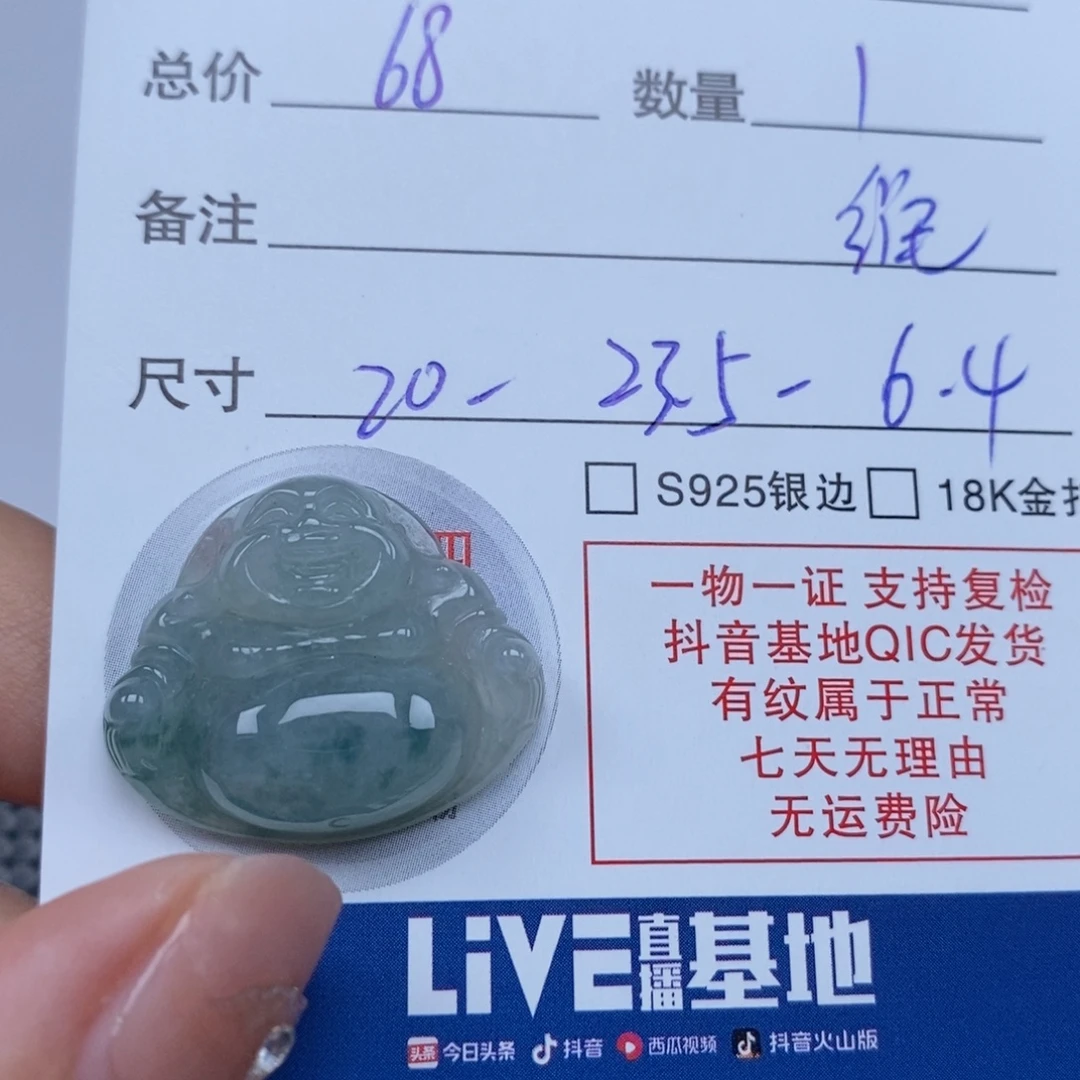 总价 68 数量 1
备注
尺寸 20 - 23.5 - 6.4
S925银边 18K金
一物一证 支持复检
抖音基地QIC发货
有纹属于正常
七天无理由
无运费险
LiVE直播基地
头条 今日头条 抖音 西瓜视频 抖音火山版